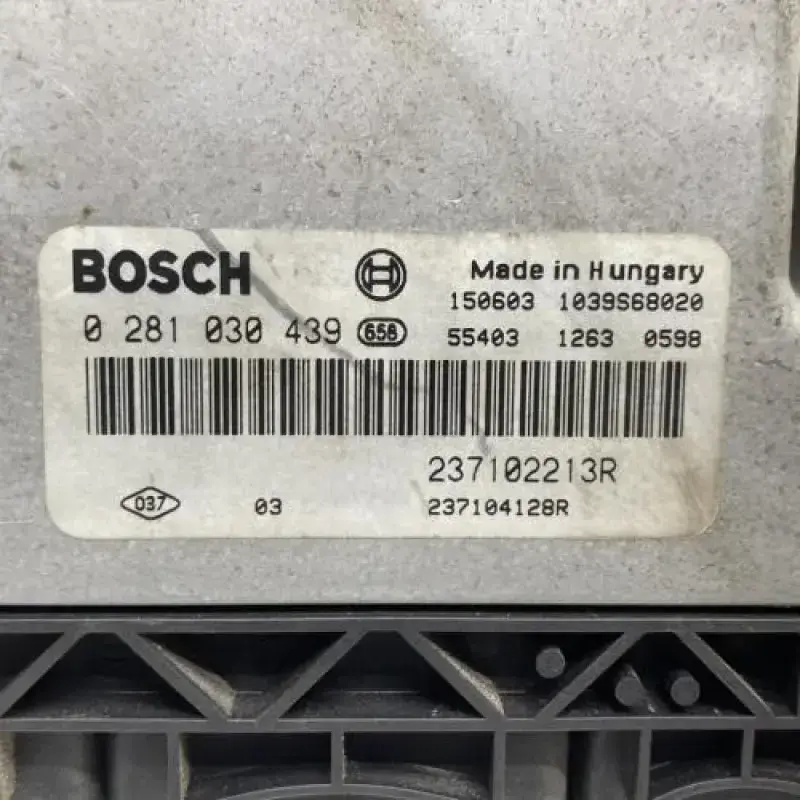 BOSCH
Made in Hungary
150603 1039S68020
0 281 030 439 658
55403 1263 0598
237102213R
037 03 237104128R